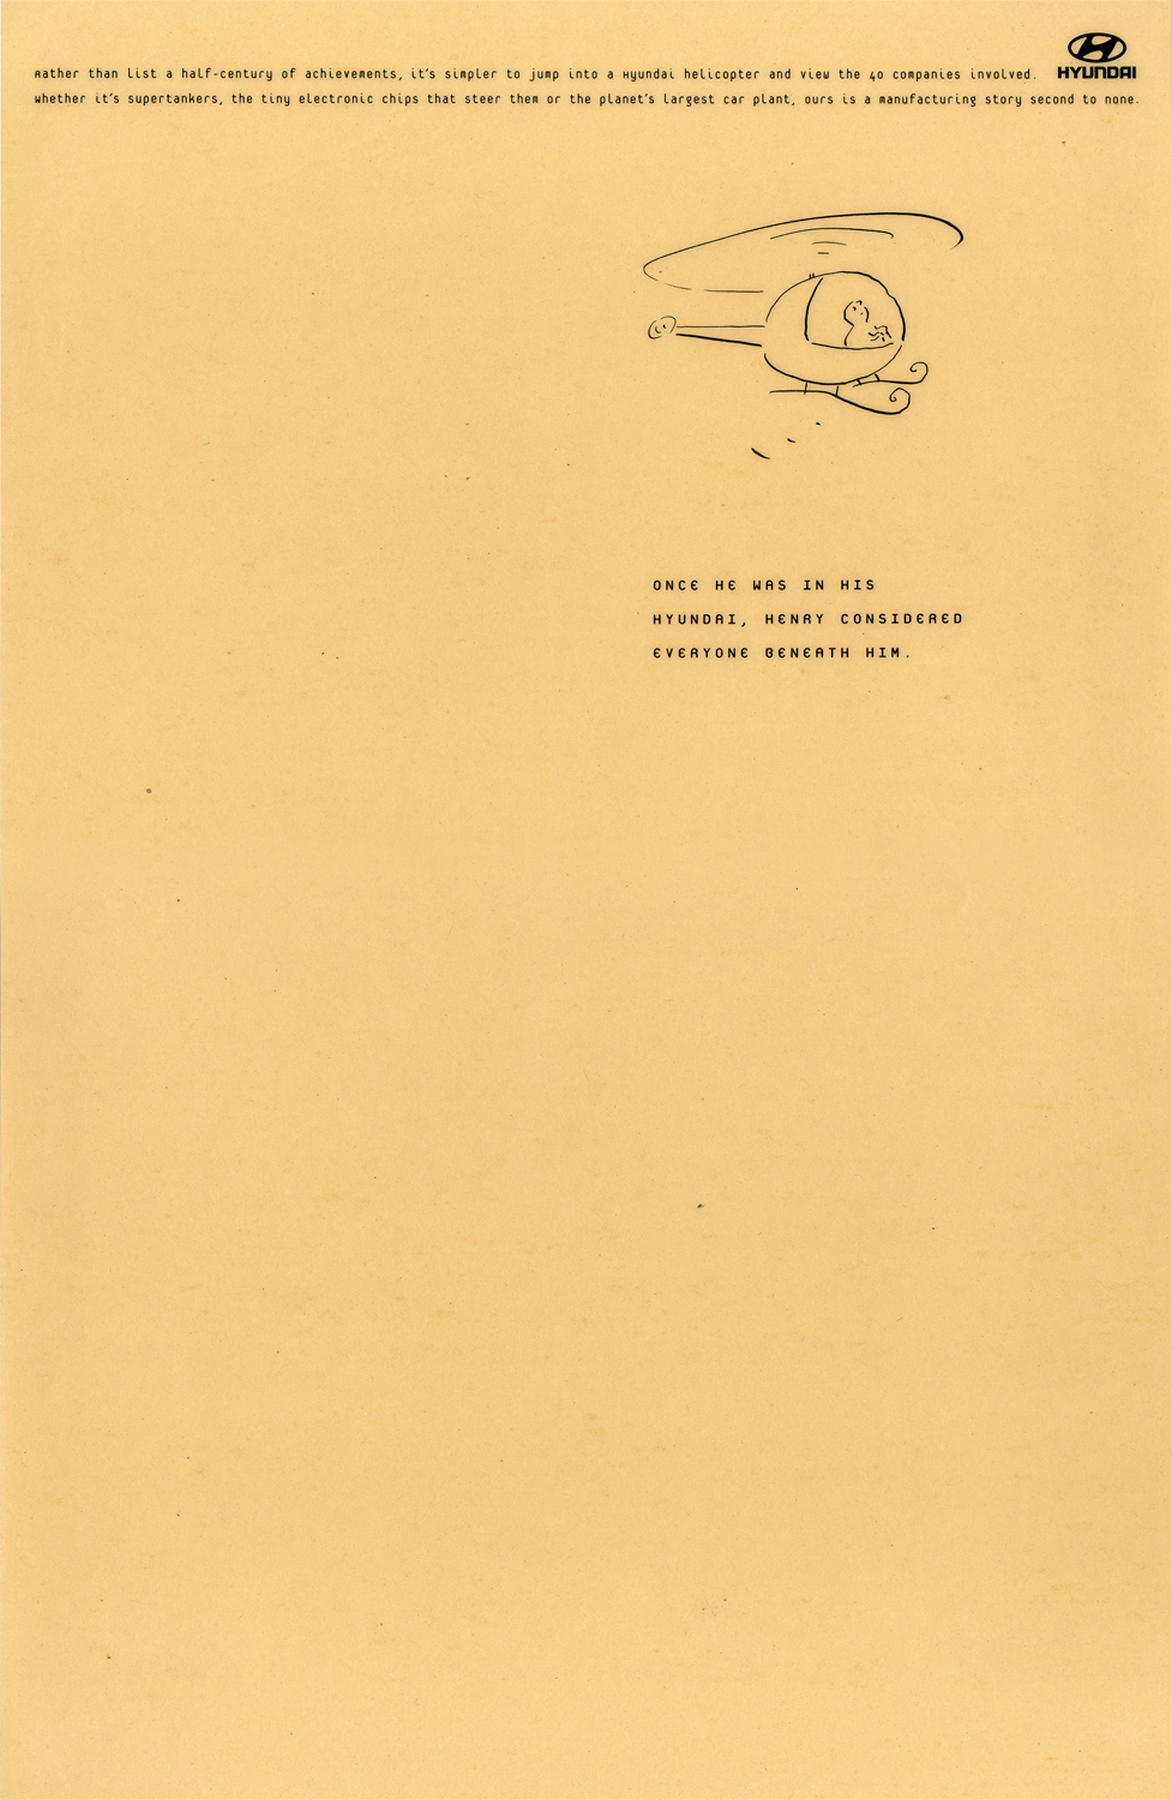 Rather than list a half-century of achievements, it's simpler to jump into a Hyundai helicopter and view the 40 companies involved.
HYUNDAI
Whether it's supertankers, the tiny electronic chips that steer them or the planet's largest car plant, ours is a manufacturing story second to none.
ONCE HE WAS IN HIS
HYUNDAI, HENRY CONSIDERED
EVERYONE BENEATH HIM.